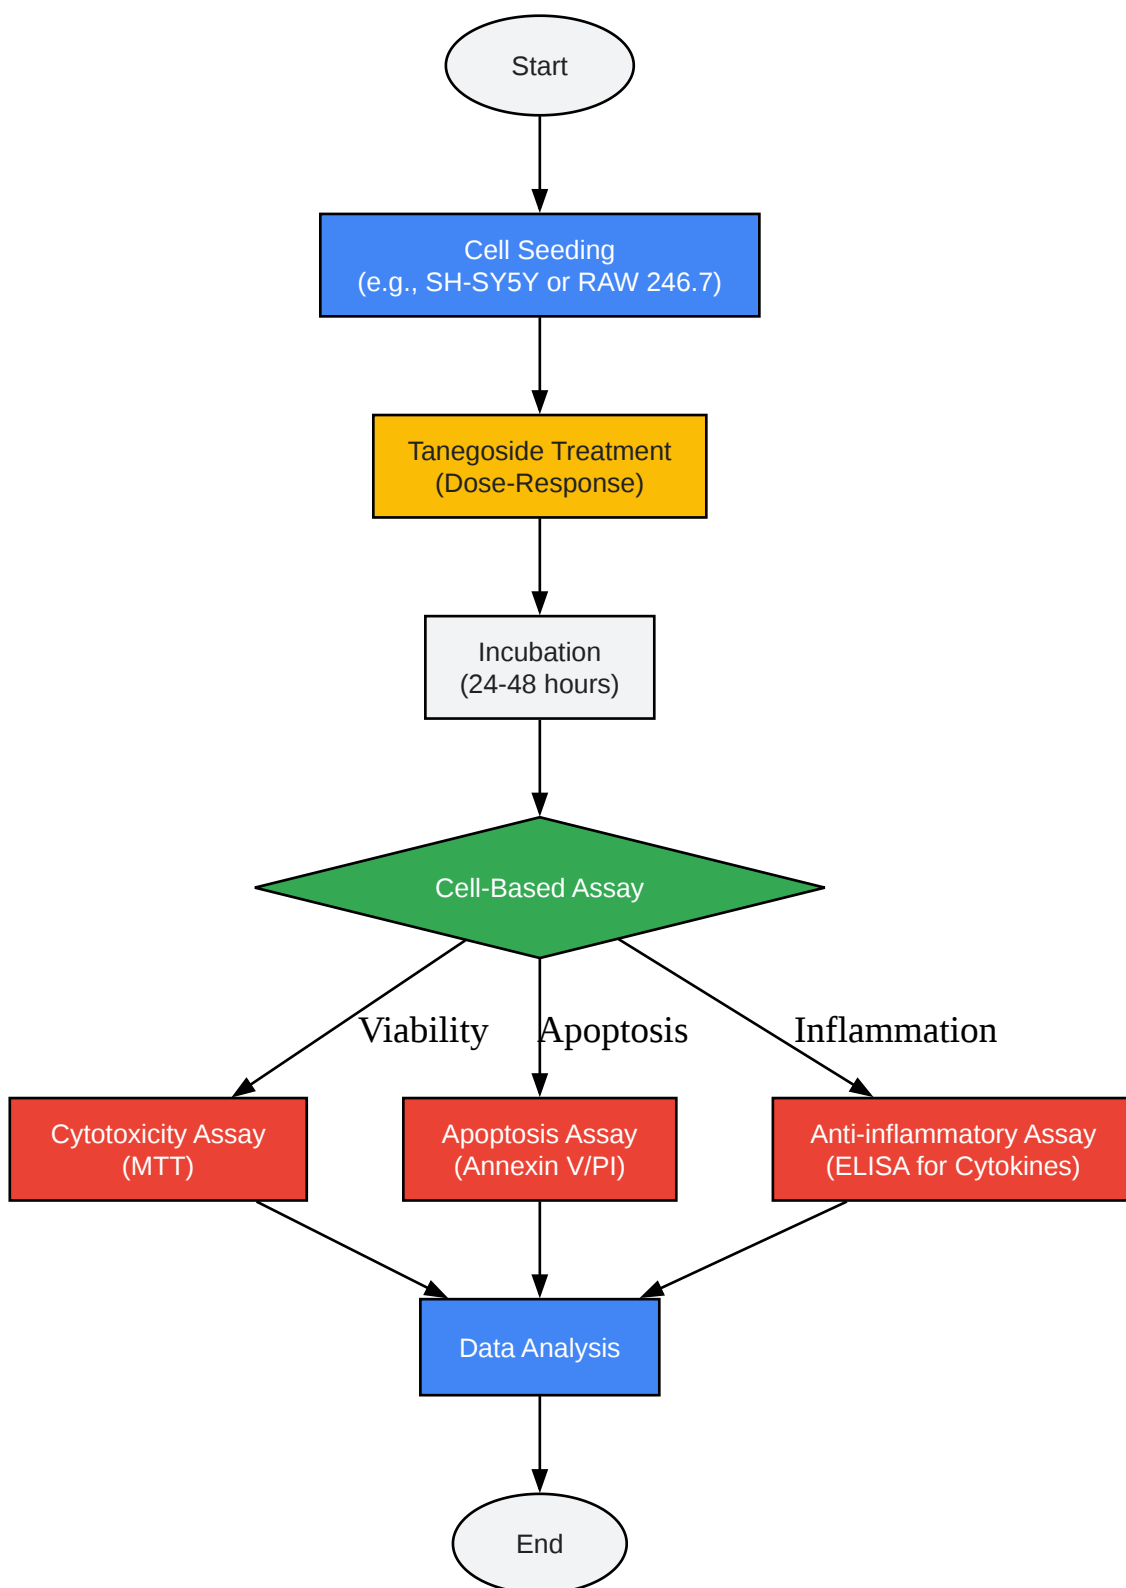 Start
Cell Seeding
(e.g., SH-SY5Y or RAW 246.7)
Tanegoside Treatment
(Dose-Response)
Incubation
(24-48 hours)
Cell-Based Assay
Viability
Apoptosis
Inflammation
Cytotoxicity Assay
(MTT)
Apoptosis Assay
(Annexin V/PI)
Anti-inflammatory Assay
(ELISA for Cytokines)
Data Analysis
End